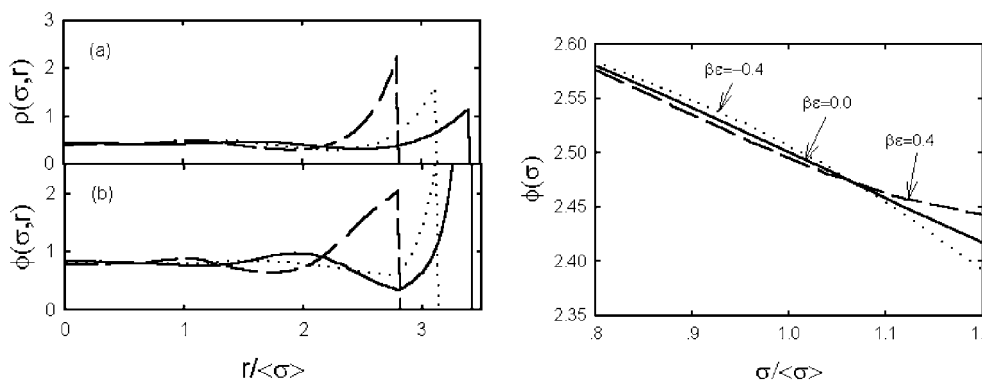 3
(a)
2
ρ(σ,r)
1
0
(b)
2
φ(σ,r)
1
0
0
1
2
3
r/<σ>
2.60
βε=-0.4
2.55
βε=0.0
βε=0.4
φ(σ)
2.50
2.45
2.40
2.35
.8
.9
1.0
1.1
1.
σ/<σ>